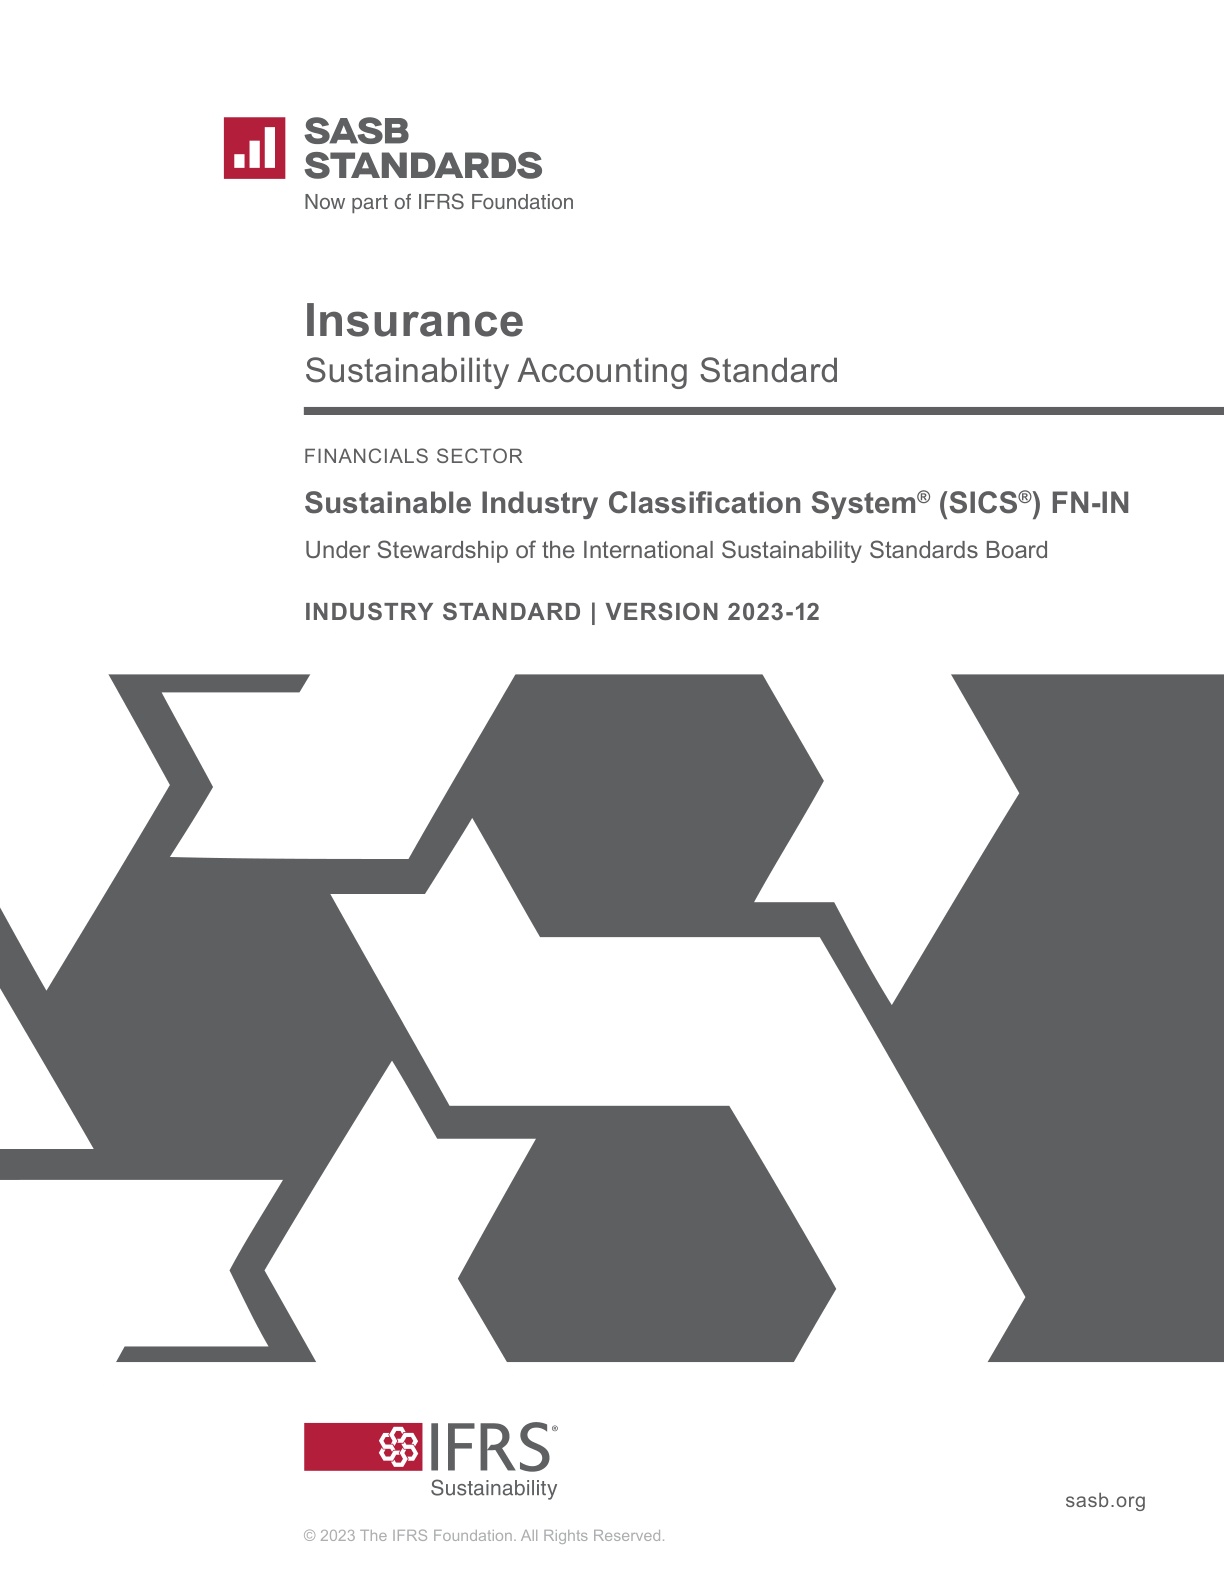 SASB
STANDARDS
Now part of IFRS Foundation
Insurance
Sustainability Accounting Standard
FINANCIALS SECTOR
Sustainable Industry Classification System® (SICS®) FN-IN
Under Stewardship of the International Sustainability Standards Board
INDUSTRY STANDARD | VERSION 2023-12
IFRS®
Sustainability
sasb.org
© 2023 The IFRS Foundation. All Rights Reserved.